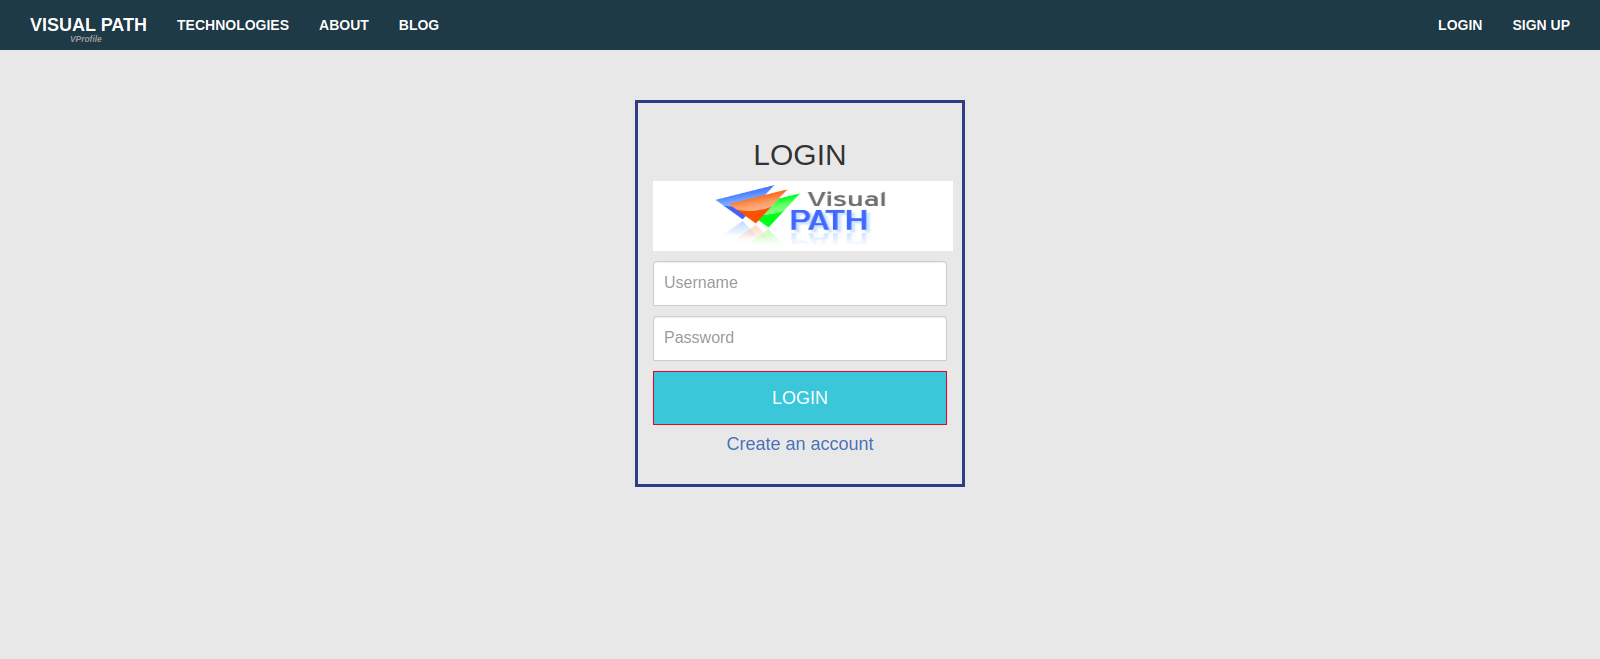 VISUAL PATH TECHNOLOGIES ABOUT BLOG LOGIN SIGN UP
VProfile
LOGIN
Visual
PATH
Username
Password
LOGIN
Create an account